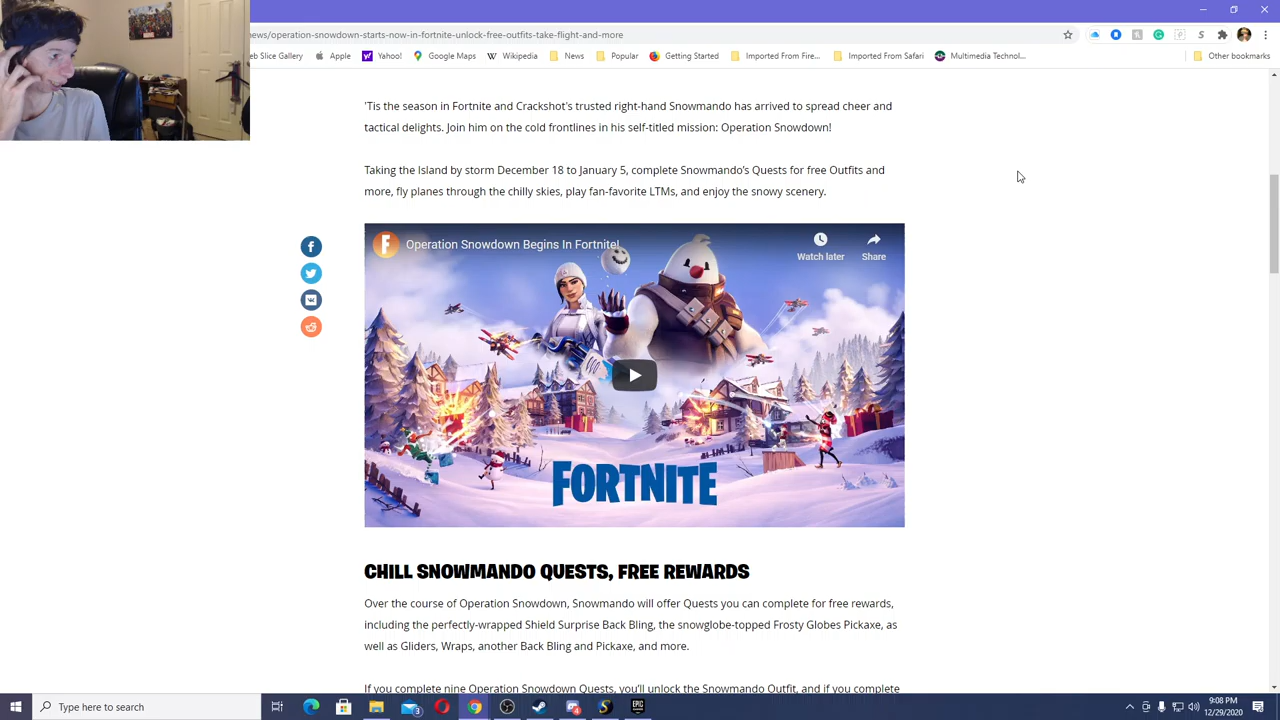 news/operation-snowdown-starts-now-in-fortnite-unlock-free-outfits-take-flight-and-more
eb Slice Gallery Apple Yahoo! Google Maps Wikipedia News Popular Getting Started Imported From Fire... Imported From Safari Multimedia Technol... Other bookmarks
'Tis the season in Fortnite and Crackshot's trusted right-hand Snowmando has arrived to spread cheer and
tactical delights. Join him on the cold frontlines in his self-titled mission: Operation Snowdown!
Taking the Island by storm December 18 to January 5, complete Snowmando's Quests for free Outfits and
more, fly planes through the chilly skies, play fan-favorite LTMs, and enjoy the snowy scenery.
Operation Snowdown Begins In Fortnite!
Watch later Share
FORTNITE
CHILL SNOWMANDO QUESTS, FREE REWARDS
Over the course of Operation Snowdown, Snowmando will offer Quests you can complete for free rewards,
including the perfectly-wrapped Shield Surprise Back Bling, the snowglobe-topped Frosty Globes Pickaxe, as
well as Gliders, Wraps, another Back Bling and Pickaxe, and more.
If you complete nine Operation Snowdown Quests, you'll unlock the Snowmando Outfit, and if you complete
Type here to search
3
4
EPIC
9:08 PM
12/29/2020